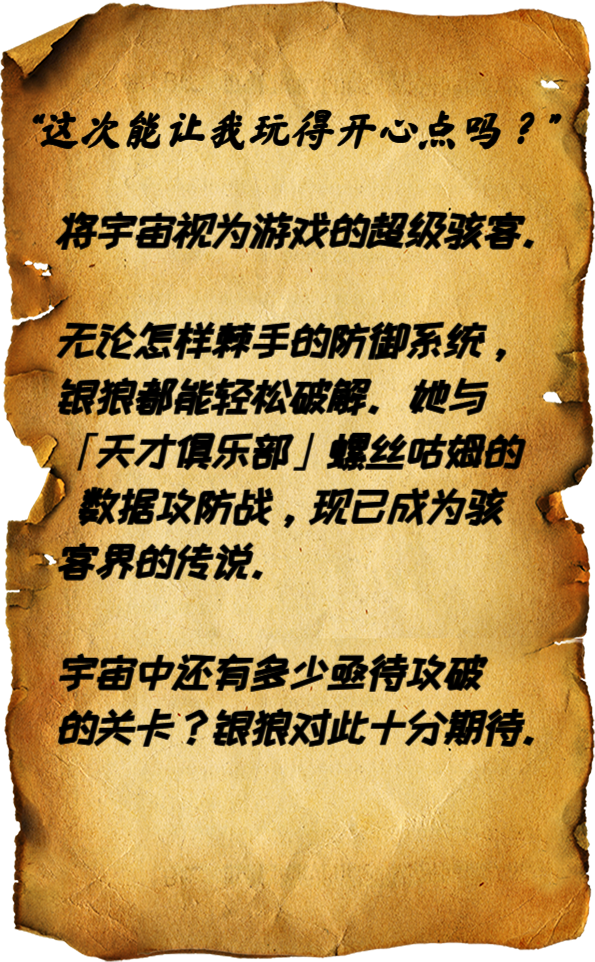 “这次能让我玩得开心点吗？”
将宇宙视为游戏的超级骇客.
无论怎样棘手的防御系统，
银狼都能轻松破解. 她与
「天才俱乐部」螺丝咕姆的
数据攻防战，现已成为骇
客界的传说.
宇宙中还有多少亟待攻破
的关卡？银狼对此十分期待.